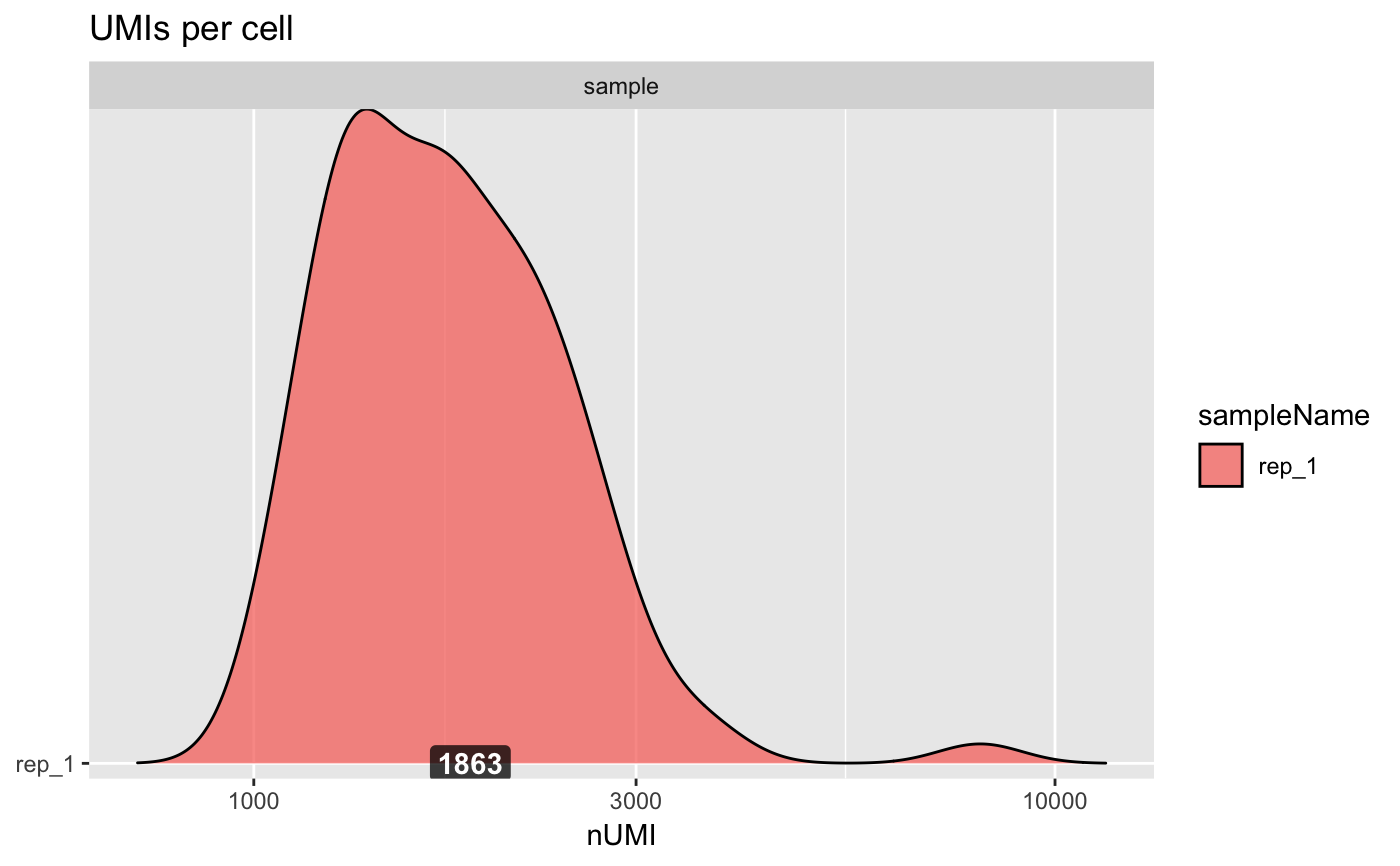 UMIs per cell
sample
rep_1
1863
1000
3000
10000
nUMI
sampleName
rep_1